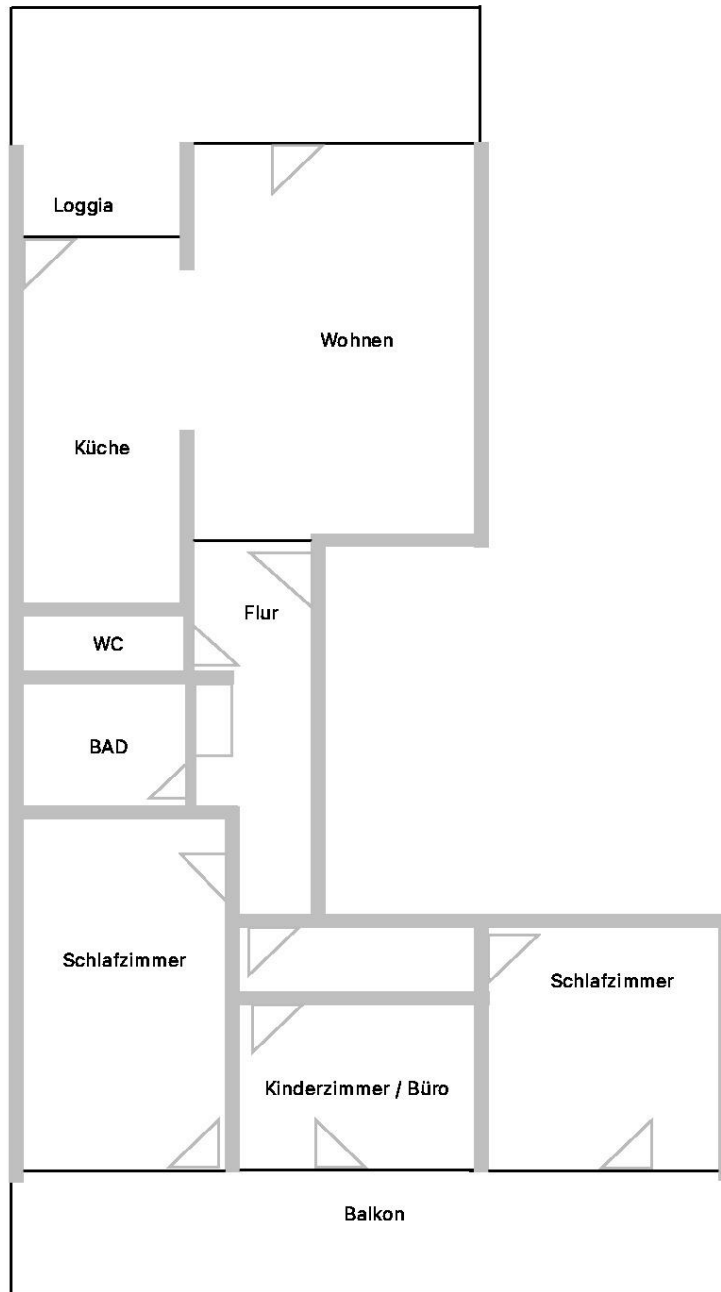 Loggia
Wohnen
Küche
Flur
WC
BAD
Schlafzimmer
Schlafzimmer
Kinderzimmer / Büro
Balkon